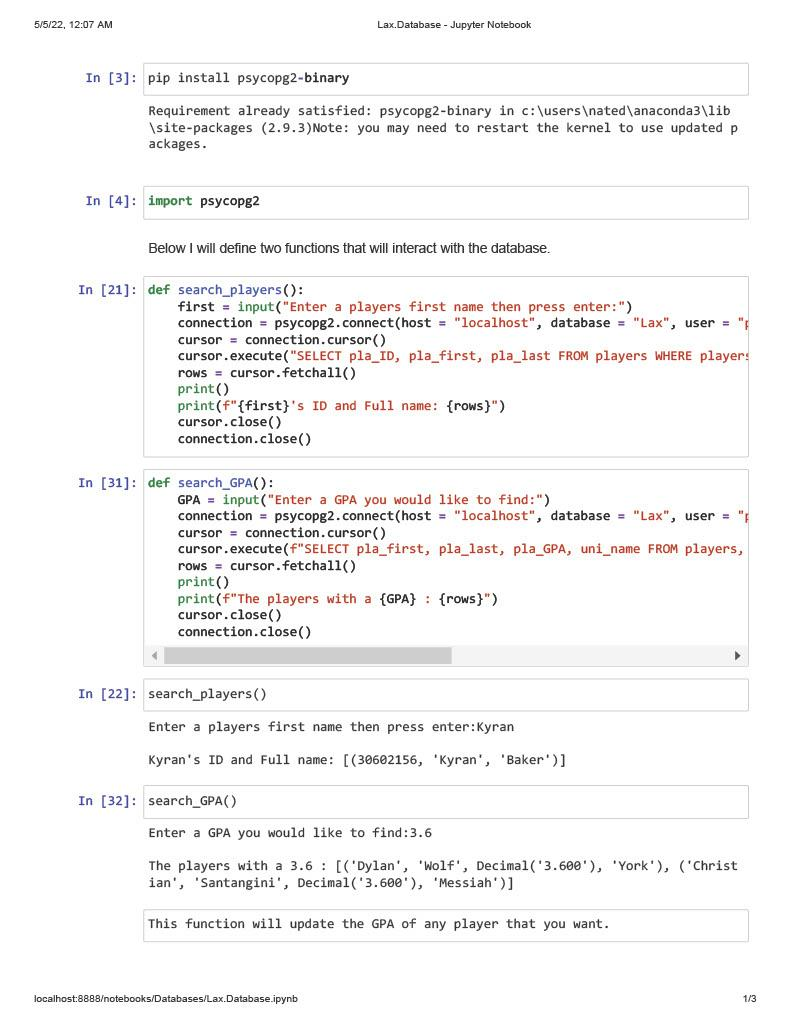 5/5/22, 12:07 AM
Lax.Database - Jupyter Notebook
In [3]: pip install psycopg2-binary
Requirement already satisfied: psycopg2-binary in c:\users\nated\anaconda3\lib
\site-packages (2.9.3)Note: you may need to restart the kernel to use updated p
ackages.
In [4]: import psycopg2
Below I will define two functions that will interact with the database.
In [21]: def search_players():
    first = input("Enter a players first name then press enter:")
    connection = psycopg2.connect(host = "localhost", database = "Lax", user = "p
    cursor = connection.cursor()
    cursor.execute("SELECT pla_ID, pla_first, pla_last FROM players WHERE players
    rows = cursor.fetchall()
    print()
    print(f"{first}'s ID and Full name: {rows}")
    cursor.close()
    connection.close()
In [31]: def search_GPA():
    GPA = input("Enter a GPA you would like to find:")
    connection = psycopg2.connect(host = "localhost", database = "Lax", user = "p
    cursor = connection.cursor()
    cursor.execute(f"SELECT pla_first, pla_last, pla_GPA, uni_name FROM players,
    rows = cursor.fetchall()
    print()
    print(f"The players with a {GPA} : {rows}")
    cursor.close()
    connection.close()
In [22]: search_players()
Enter a players first name then press enter:Kyran
Kyran's ID and Full name: [(30602156, 'Kyran', 'Baker')]
In [32]: search_GPA()
Enter a GPA you would like to find:3.6
The players with a 3.6 : [('Dylan', 'Wolf', Decimal('3.600'), 'York'), ('Christ
ian', 'Santangini', Decimal('3.600'), 'Messiah')]
This function will update the GPA of any player that you want.
localhost:8888/notebooks/Databases/Lax.Database.ipynb
1/3